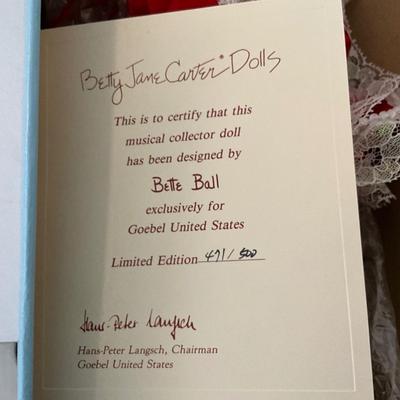 Betty Jane Carter® Dolls
This is to certify that this
musical collector doll
has been designed by
Bette Ball
exclusively for
Goebel United States
Limited Edition 471/500
Hans-Peter Langsch
Hans-Peter Langsch, Chairman
Goebel United States